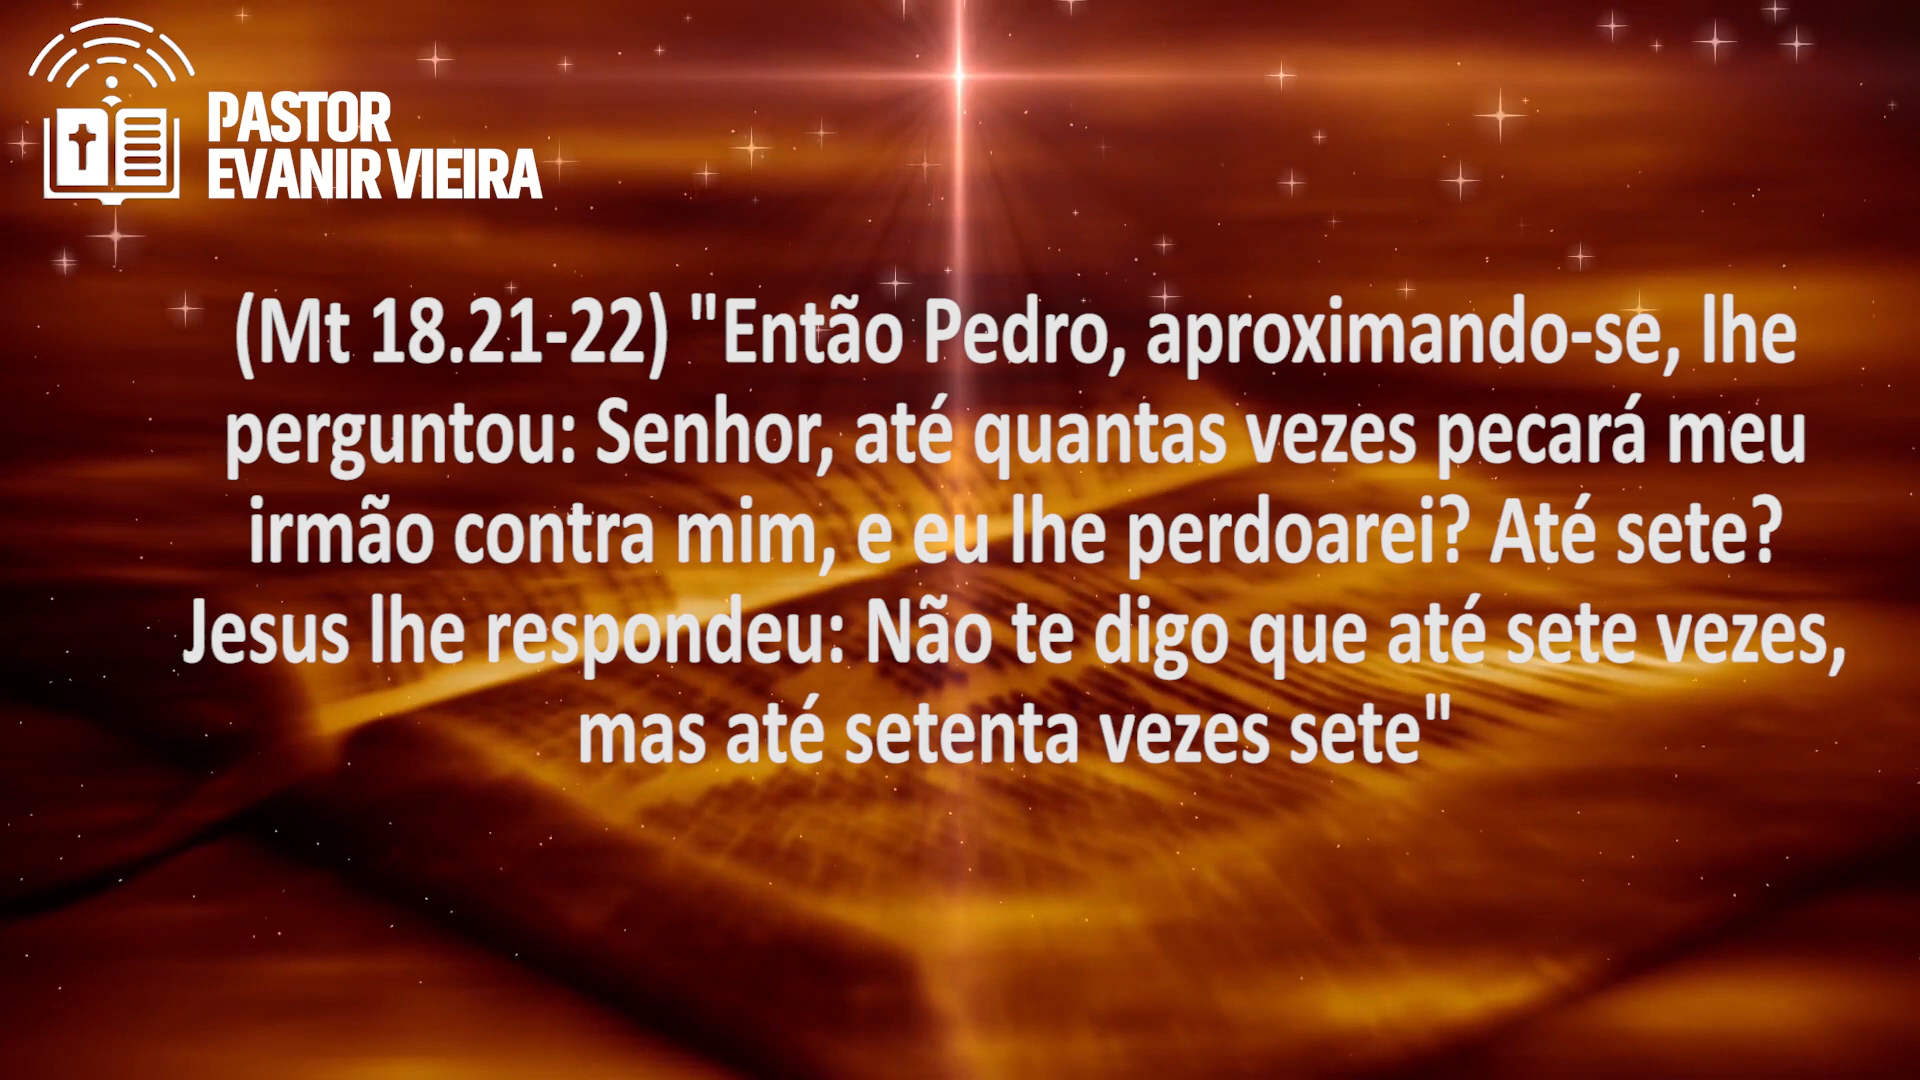 PASTOR
EVANIR VIEIRA
(Mt 18.21-22) "Então Pedro, aproximando-se, lhe
perguntou: Senhor, até quantas vezes pecará meu
irmão contra mim, e eu lhe perdoarei? Até sete?
Jesus lhe respondeu: Não te digo que até sete vezes,
mas até setenta vezes sete"